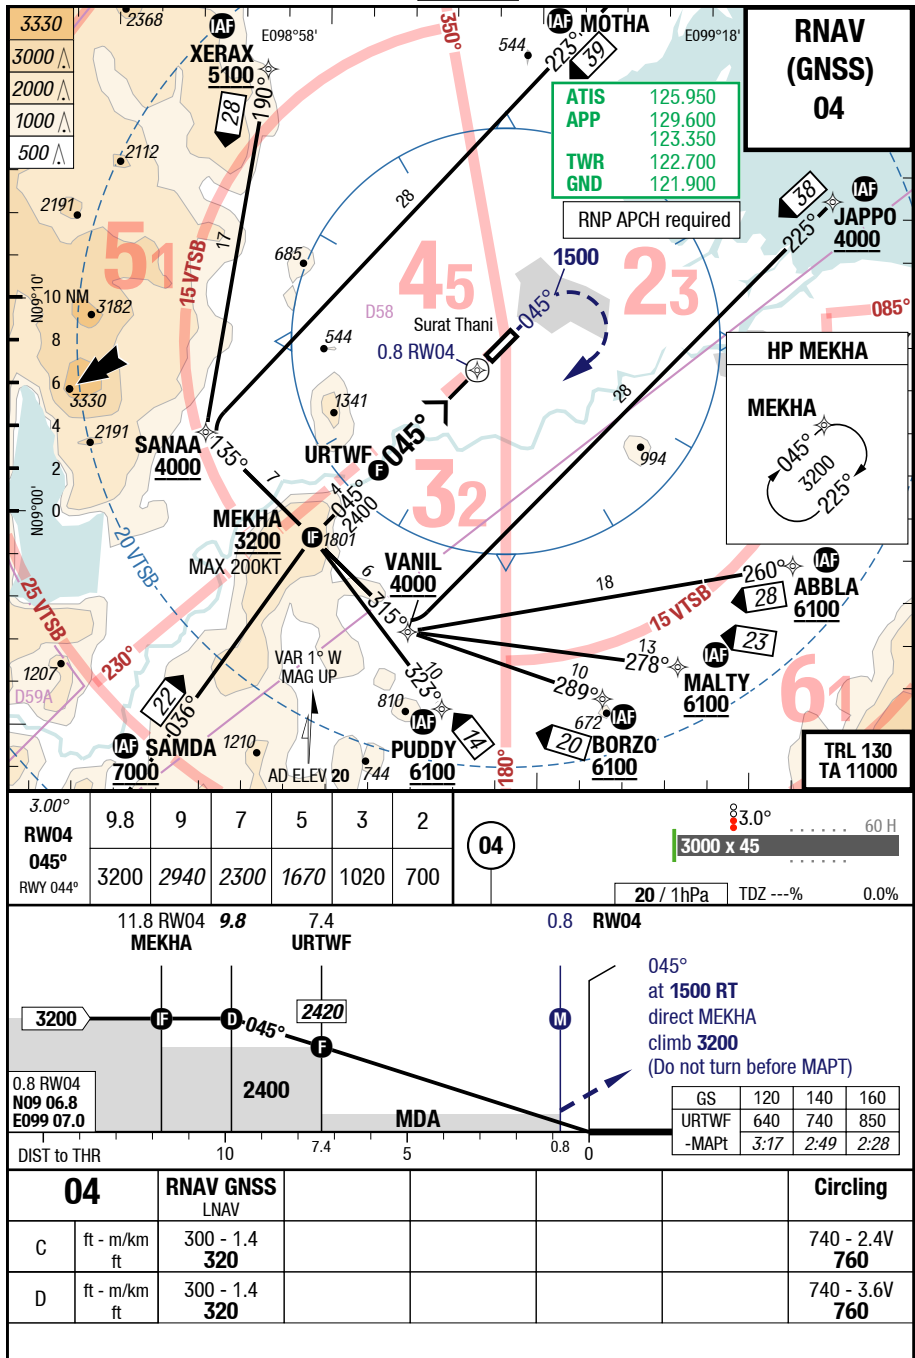 3330
3000
2000
1000
500
2368
IAF
XERAX
5100
190°
28
E098°58'
350°
IAF MOTHA
544
223°
39
E099°18'
RNAV
(GNSS)
04
ATIS 125.950
APP 129.600
123.350
TWR 122.700
GND 121.900
RNP APCH required
2112
2191
51
17
15 VTSB
685
28
45
1500
23
38
IAF
JAPPO
4000
225°
085°
N09°10'
10 NM
8
6
4
2
0
N09°00'
3182
3330
2191
D58
Surat Thani
0.8 RW04
045°
544
1341
28
HP MEKHA
MEKHA
045°
3200
225°
SANAA
4000
135°
7
URTWF
F
045°
994
4
045°
2400
32
MEKHA
3200
MAX 200KT
IF
1801
20 VTSB
25 VTSB
6
VANIL
4000
315°
18
260°
IAF
ABBLA
6100
28
15 VTSB
23
13
278°
IAF
MALTY
6100
10
289°
672
IAF
BORZO
6100
20
61
230°
1207
D59A
22
036°
IAF SAMDA
7000
VAR 1° W
MAG UP
1210
AD ELEV 20
744
10
323°
810
IAF
PUDDY
6100
14
180°
TRL 130
TA 11000
3.00°
RW04
045º
RWY 044º
9.8 9 7 5 3 2
3200 2940 2300 1670 1020 700
04
3.0°
60 H
3000 x 45
20 / 1hPa TDZ ---% 0.0%
11.8 RW04 9.8 7.4 0.8 RW04
MEKHA URTWF
3200
IF
D
045°
2420
F
M
2400
MDA
045°
at 1500 RT
direct MEKHA
climb 3200
(Do not turn before MAPT)
0.8 RW04
N09 06.8
E099 07.0
GS 120 140 160
URTWF 640 740 850
-MAPt 3:17 2:49 2:28
DIST to THR 10 7.4 5 0.8 0
04 RNAV GNSS Circling
LNAV
C ft - m/km 300 - 1.4 740 - 2.4V
ft 320 760
D ft - m/km 300 - 1.4 740 - 3.6V
ft 320 760